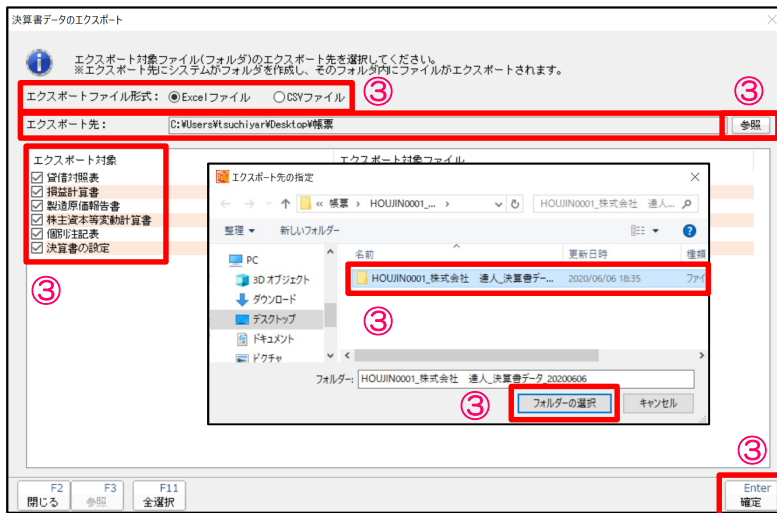 決算書データのエクスポート
エクスポート対象ファイル(フォルダ)のエクスポート先を選択してください。
※エクスポート先にシステムがフォルダを作成し、そのフォルダ内にファイルがエクスポートされます。
エクスポートファイル形式： ◉Excelファイル ○CSVファイル ③ ③
エクスポート先： C:¥Users¥tsuchiyar¥Desktop¥帳票 参照
エクスポート対象 エクスポート対象ファイル
貸借対照表
損益計算書
製造原価報告書
株主資本等変動計算書
個別注記表
決算書の設定
③
エクスポート先の指定
« 帳票 › HOUJIN0001_... › HOUJIN0001_株式会社 達人...
整理 新しいフォルダー
名前 更新日時 種類
HOUJIN0001_株式会社 達人_決算書デー... 2020/06/06 18:35 ファイ
PC
3D オブジェクト
ダウンロード
デスクトップ
ドキュメント
ピクチャ
③
フォルダー: HOUJIN0001_株式会社 達人_決算書データ_20200606
③ フォルダーの選択 キャンセル
③
F2 閉じる
F3 参照
F11 全選択
Enter 確定